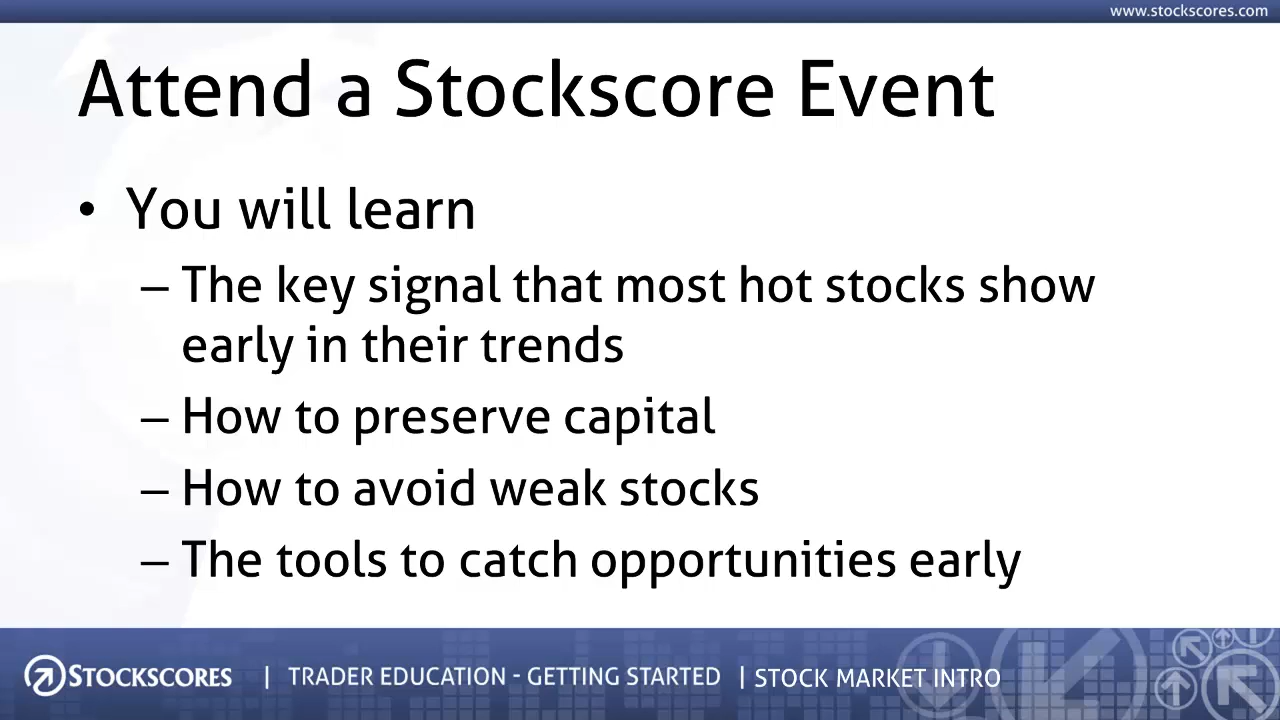 www.stockscores.com
Attend a Stockscore Event
• You will learn
– The key signal that most hot stocks show
early in their trends
– How to preserve capital
– How to avoid weak stocks
– The tools to catch opportunities early
STOCKSCORES | TRADER EDUCATION - GETTING STARTED | STOCK MARKET INTRO